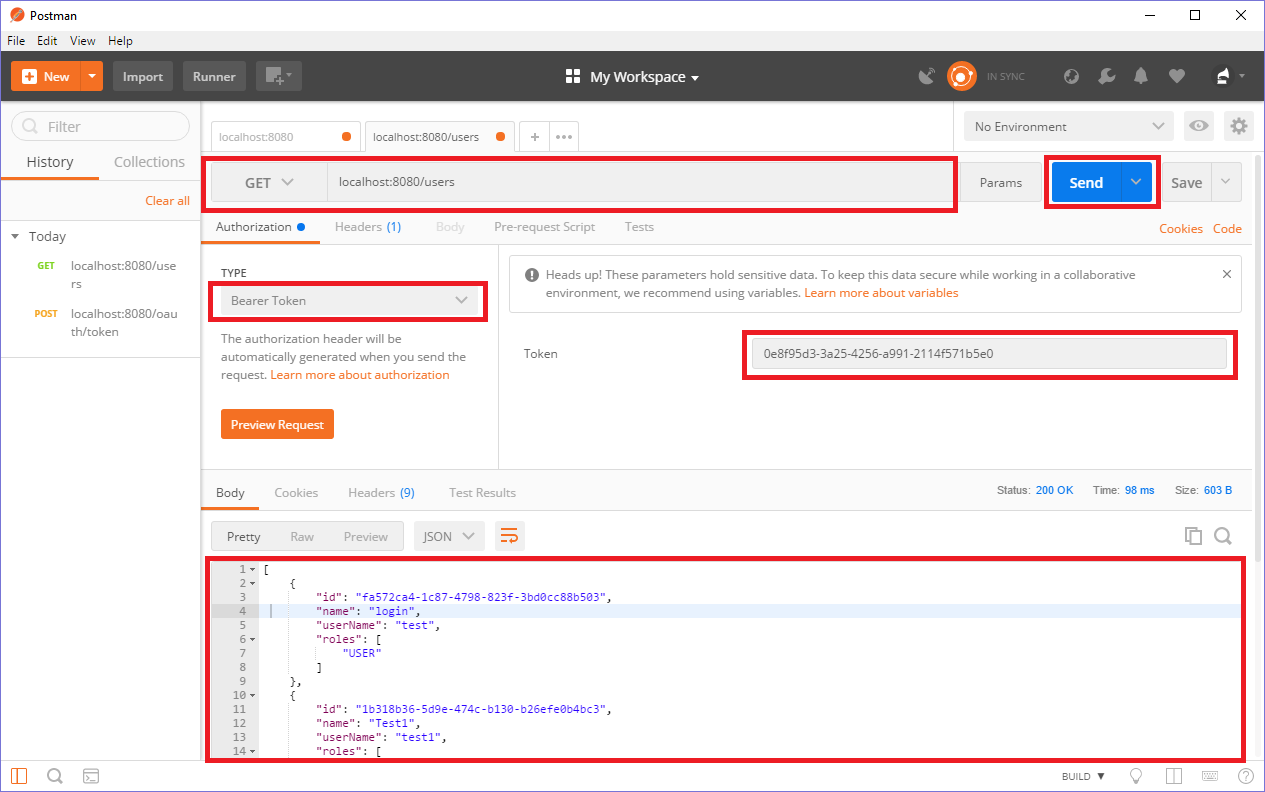 Postman
File Edit View Help
New Import Runner My Workspace IN SYNC
Filter
History Collections
Clear all
Today
GET localhost:8080/use
rs
POST localhost:8080/oau
th/token
localhost:8080 localhost:8080/users + ••• No Environment
GET localhost:8080/users Params Send Save
Authorization Headers (1) Body Pre-request Script Tests Cookies Code
TYPE
Bearer Token
The authorization header will be
automatically generated when you send the
request. Learn more about authorization
Preview Request
Heads up! These parameters hold sensitive data. To keep this data secure while working in a collaborative
environment, we recommend using variables. Learn more about variables
Token 0e8f95d3-3a25-4256-a991-2114f571b5e0
Body Cookies Headers (9) Test Results Status: 200 OK Time: 98 ms Size: 603 B
Pretty Raw Preview JSON
1 [
2 {
3 "id": "fa572ca4-1c87-4798-823f-3bd0cc88b503",
4 "name": "login",
5 "userName": "test",
6 "roles": [
7 "USER"
8 ]
9 },
10 {
11 "id": "1b318b36-5d9e-474c-b130-b26efe0b4bc3",
12 "name": "Test1",
13 "userName": "test1",
14 "roles": [
BUILD